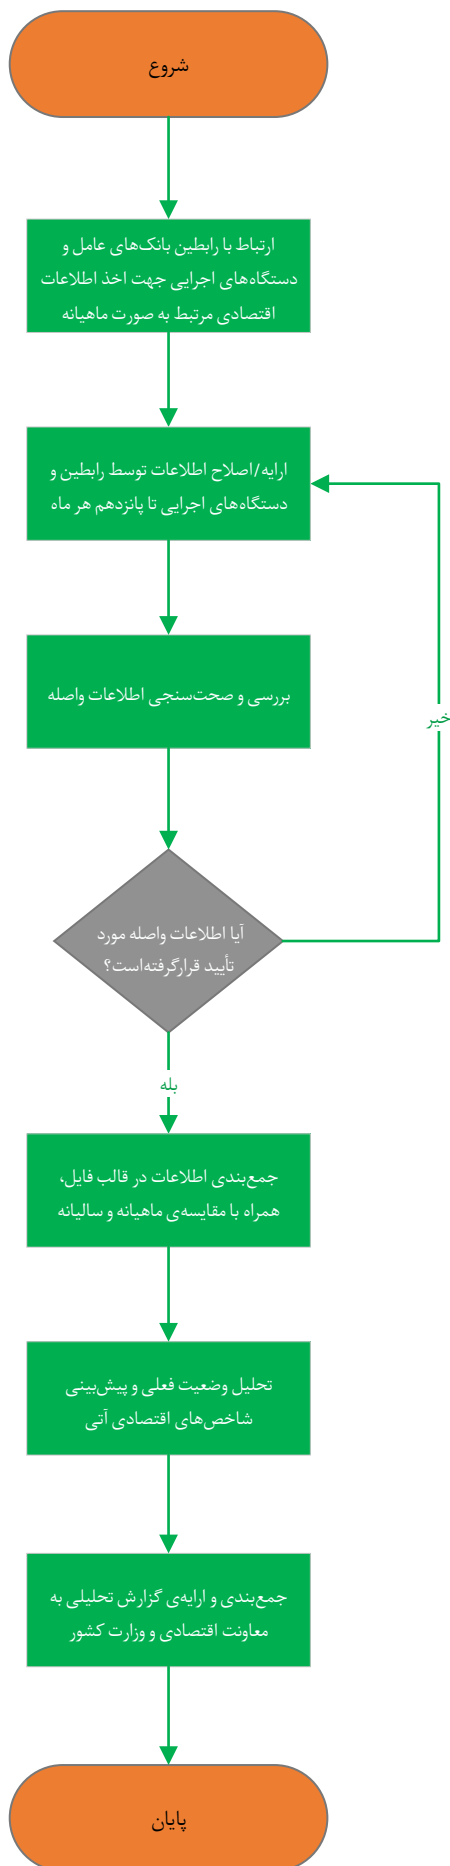 شروع
ارتباط با رابطین بانک‌های عامل و
دستگاه‌های اجرایی جهت اخذ اطلاعات
اقتصادی مرتبط به صورت ماهیانه
ارایه/اصلاح اطلاعات توسط رابطین و
دستگاه‌های اجرایی تا پانزدهم هر ماه
بررسی و صحت‌سنجی اطلاعات واصله
خیر
آیا اطلاعات واصله مورد
تأیید قرارگرفته‌است؟
بله
جمع‌بندی اطلاعات در قالب فایل،
همراه با مقایسه‌ی ماهیانه و سالیانه
تحلیل وضعیت فعلی و پیش‌بینی
شاخص‌های اقتصادی آتی
جمع‌بندی و ارایه‌ی گزارش تحلیلی به
معاونت اقتصادی و وزارت کشور
پایان